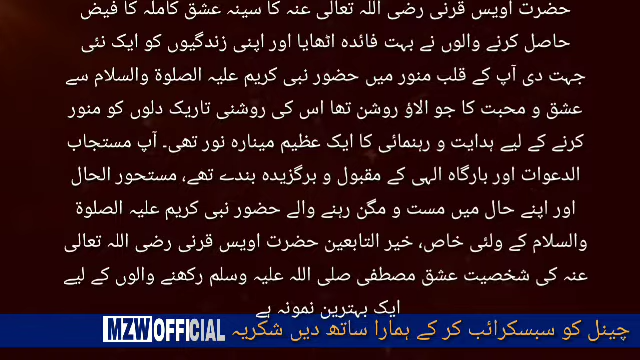 حضرت اویس قرنی رضی اللہ تعالی عنہ کا سینہ عشق کاملہ کا فیض
حاصل کرنے والوں نے بہت فائدہ اٹھایا اور اپنی زندگیوں کو ایک نئی
جہت دی آپ کے قلب منور میں حضور نبی کریم علیہ الصلوۃ والسلام سے
عشق و محبت کا جو الاؤ روشن تھا اس کی روشنی تاریک دلوں کو منور
کرنے کے لیے ہدایت و رہنمائی کا ایک عظیم مینارہ نور تھی۔ آپ مستجاب
الدعوات اور بارگاہ الہی کے مقبول و برگزیدہ بندے تھے، مستحور الحال
اور اپنے حال میں مست و مگن رہنے والے حضور نبی کریم علیہ الصلوۃ
والسلام کے ولئی خاص، خیر التابعین حضرت اویس قرنی رضی اللہ تعالی
عنہ کی شخصیت عشق مصطفی صلی اللہ علیہ وسلم رکھنے والوں کے لیے
ایک بہترین نمونہ ہے
چینل کو سبسکرائب کر کے ہمارا ساتھ دیں شکریہ MZW OFFICIAL